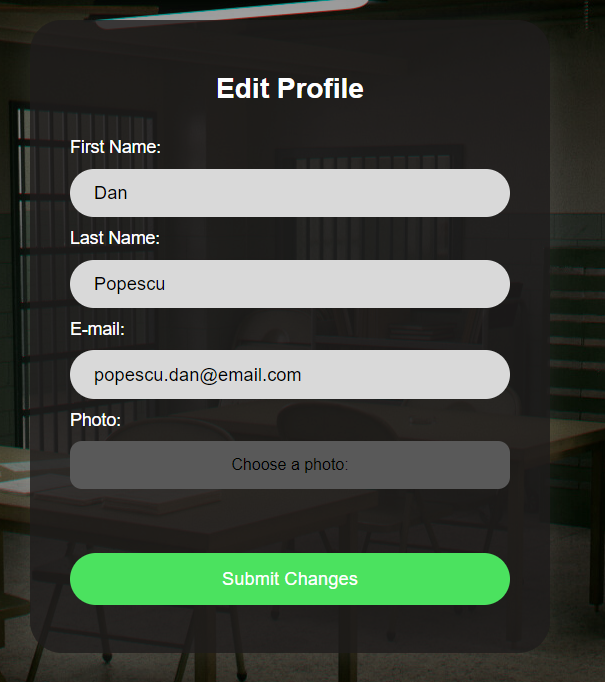 Edit Profile
First Name:
Dan
Last Name:
Popescu
E-mail:
popescu.dan@email.com
Photo:
Choose a photo:
Submit Changes